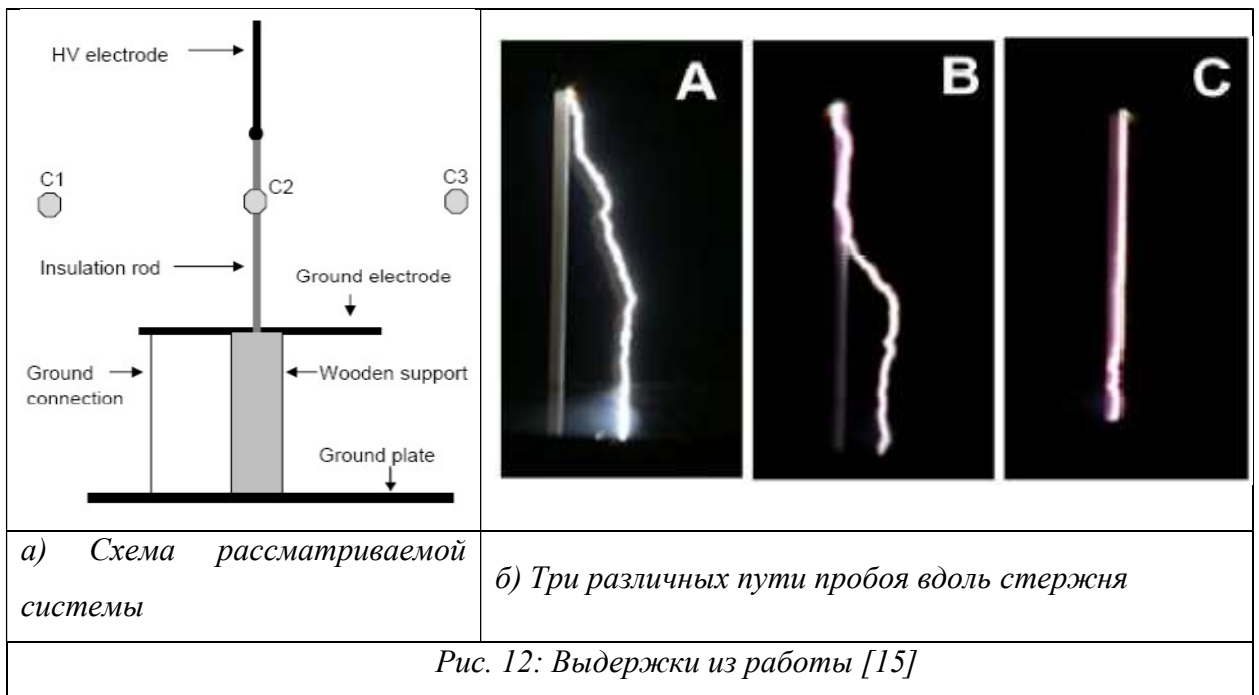 HV electrode
C1
C2
C3
Insulation rod
Ground electrode
Ground
connection
Wooden support
Ground plate
A
B
C
а) Схема рассматриваемой
системы
б) Три различных пути пробоя вдоль стержня
Рис. 12: Выдержки из работы [15]